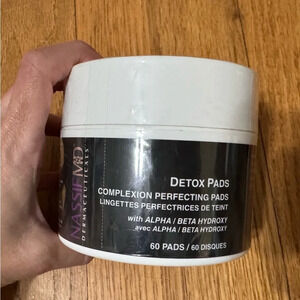 NASSIFMD
DERMACEUTICALS
DETOX PADS
COMPLEXION PERFECTING PADS
LINGETTES PERFECTRICES DE TEINT
with ALPHA / BETA HYDROXY
avec ALPHA / BETA HYDROXY
60 PADS / 60 DISQUES